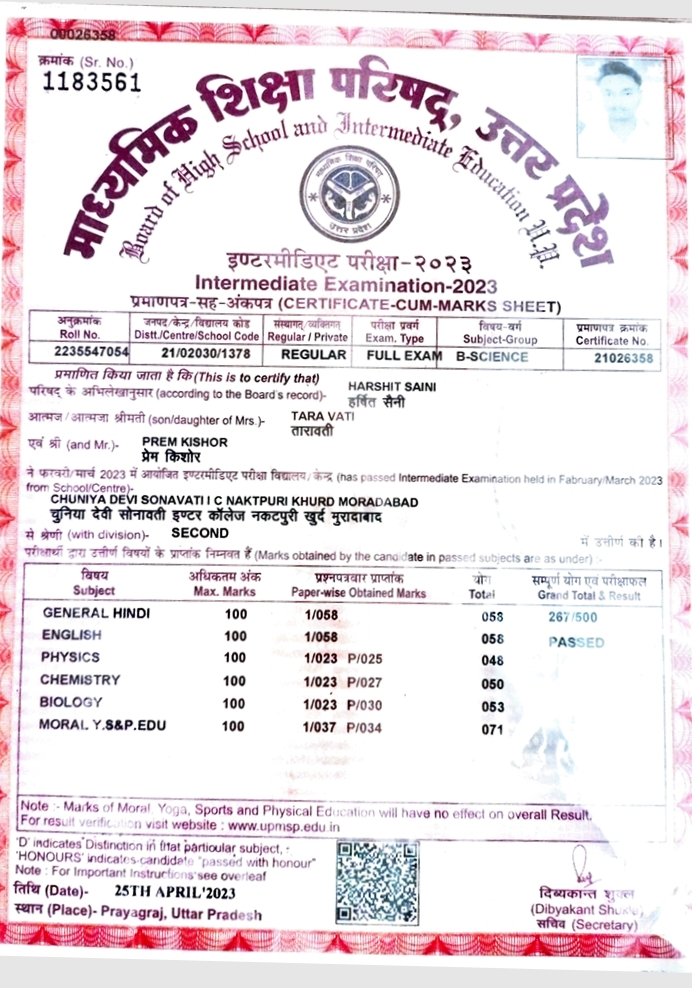 00026358
क्रमांक (Sr. No.)
1183561
माध्यमिक शिक्षा परिषद्, उत्तर प्रदेश
Board of High School and Intermediate Education U.P.
माध्यमिक शिक्षा परिषद
उत्तर प्रदेश
इण्टरमीडिएट परीक्षा-२०२३
Intermediate Examination-2023
प्रमाणपत्र-सह-अंकपत्र (CERTIFICATE-CUM-MARKS SHEET)
अनुक्रमांक जनपद/केन्द्र/विद्यालय कोड संस्थागत/व्यक्तिगत परीक्षा प्रवर्ग विषय-वर्ग प्रमाणपत्र क्रमांक
Roll No. Distt./Centre/School Code Regular / Private Exam. Type Subject-Group Certificate No.
2235547054 21/02030/1378 REGULAR FULL EXAM B-SCIENCE 21026358
प्रमाणित किया जाता है कि (This is to certify that)
परिषद के अभिलेखानुसार (according to the Board's record)- HARSHIT SAINI
हर्षित सैनी
आत्मज/आत्मजा श्रीमती (son/daughter of Mrs.)- TARA VATI
तारावती
एवं श्री (and Mr.)- PREM KISHOR
प्रेम किशोर
ने फरवरी/मार्च 2023 में आयोजित इण्टरमीडिएट परीक्षा विद्यालय/केन्द्र (has passed Intermediate Examination held in Fabruary/March 2023
from School/Centre)-
CHUNIYA DEVI SONAVATI I C NAKTPURI KHURD MORADABAD
चुनिया देवी सोनावती इण्टर कॉलेज नकटपुरी खुर्द मुरादाबाद
से श्रेणी (with division)- SECOND में उत्तीर्ण की है।
परीक्षार्थी द्वारा उत्तीर्ण विषयों के प्राप्तांक निम्नवत हैं (Marks obtained by the candidate in passed subjects are as under) :-
विषय अधिकतम अंक प्रश्नपत्रवार प्राप्तांक योग सम्पूर्ण योग एवं परीक्षाफल
Subject Max. Marks Paper-wise Obtained Marks Total Grand Total & Result
GENERAL HINDI 100 1/058 058 267/500
ENGLISH 100 1/058 058 PASSED
PHYSICS 100 1/023 P/025 048
CHEMISTRY 100 1/023 P/027 050
BIOLOGY 100 1/023 P/030 053
MORAL Y.S&P.EDU 100 1/037 P/034 071
Note :- Marks of Moral, Yoga, Sports and Physical Education will have no effect on overall Result.
For result verification visit website : www.upmsp.edu.in
'D' indicates Distinction in that particular subject,
'HONOURS' indicates candidate "passed with honour"
Note : For Important Instructions see overleaf
तिथि (Date)- 25TH APRIL'2023
स्थान (Place)- Prayagraj, Uttar Pradesh
दिब्यकान्त शुक्ल
(Dibyakant Shukla)
सचिव (Secretary)